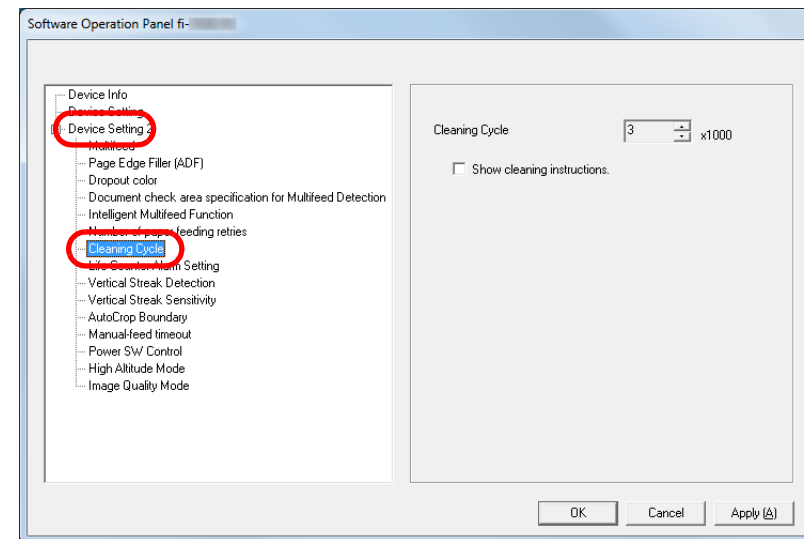 Software Operation Panel fi-
Device Info
Device Setting
Device Setting 2
Multifeed
Page Edge Filler (ADF)
Dropout color
Document check area specification for Multifeed Detection
Intelligent Multifeed Function
Number of paper feeding retries
Cleaning Cycle
Life Counter Alarm Setting
Vertical Streak Detection
Vertical Streak Sensitivity
AutoCrop Boundary
Manual-feed timeout
Power SW Control
High Altitude Mode
Image Quality Mode
Cleaning Cycle 3 x1000
Show cleaning instructions.
OK Cancel Apply (A)